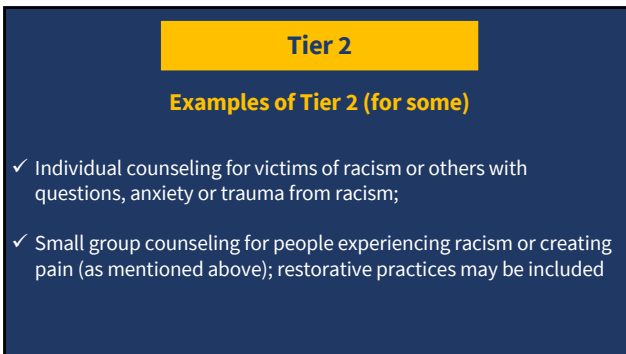 Tier 2
Examples of Tier 2 (for some)
✓ Individual counseling for victims of racism or others with
questions, anxiety or trauma from racism;
✓ Small group counseling for people experiencing racism or creating
pain (as mentioned above); restorative practices may be included